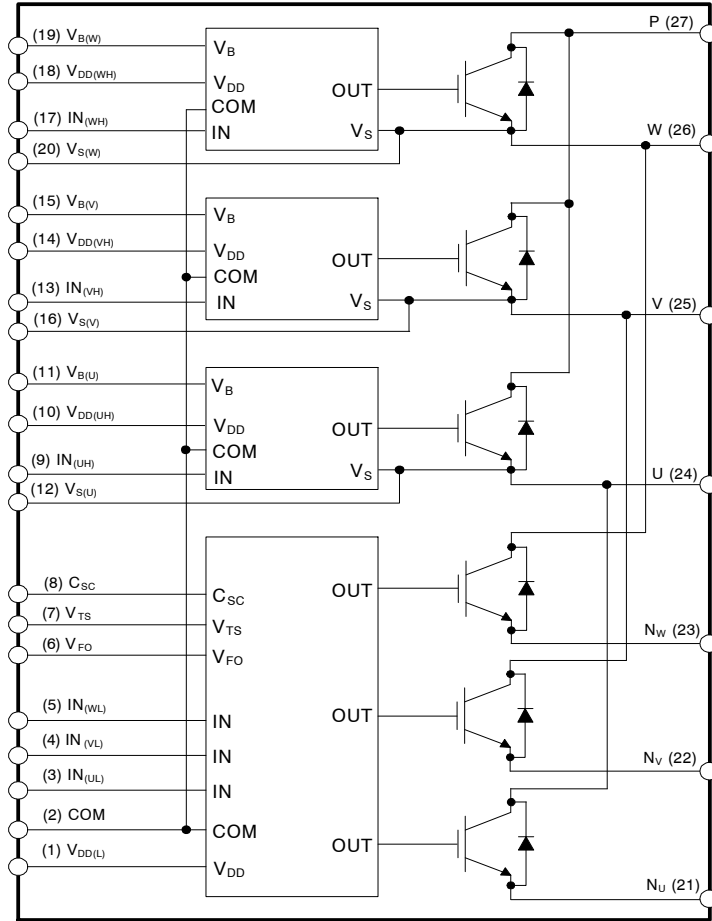 (19) VB(W)
VB
P (27)
(18) VDD(WH)
VDD
OUT
COM
(17) IN(WH)
IN
VS
W (26)
(20) VS(W)
(15) VB(V)
VB
(14) VDD(VH)
VDD
OUT
COM
(13) IN(VH)
IN
VS
V (25)
(16) VS(V)
(11) VB(U)
VB
(10) VDD(UH)
VDD
OUT
COM
(9) IN(UH)
IN
VS
U (24)
(12) VS(U)
(8) CSC
CSC
OUT
(7) VTS
VTS
(6) VFO
VFO
NW (23)
(5) IN(WL)
IN
OUT
(4) IN(VL)
IN
NV (22)
(3) IN(UL)
IN
(2) COM
COM
OUT
(1) VDD(L)
VDD
NU (21)